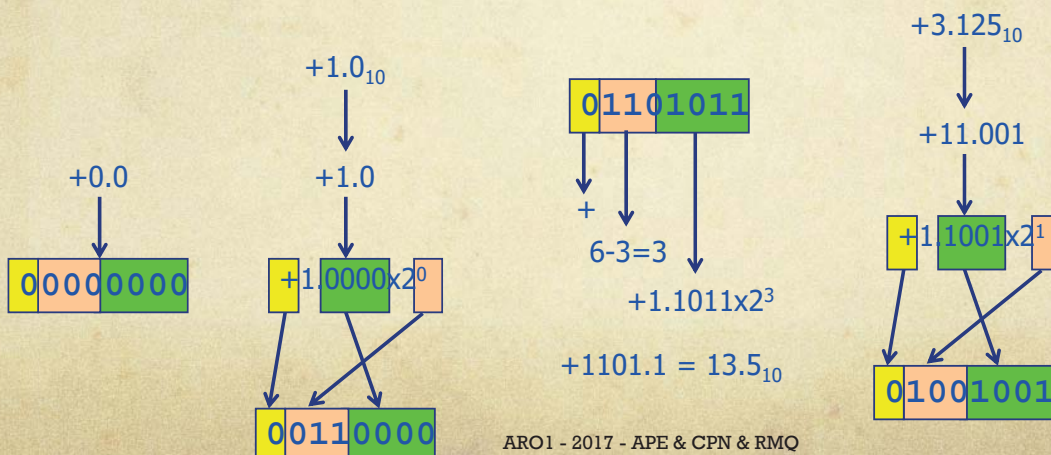 +0.0
00000000
+1.0₁₀
+1.0
+1.0000x2⁰
00110000
01101011
+
6-3=3
+1.1011x2³
+1101.1 = 13.5₁₀
+3.125₁₀
+11.001
+1.1001x2¹
01001001
ARO1 - 2017 - APE & CPN & RMQ